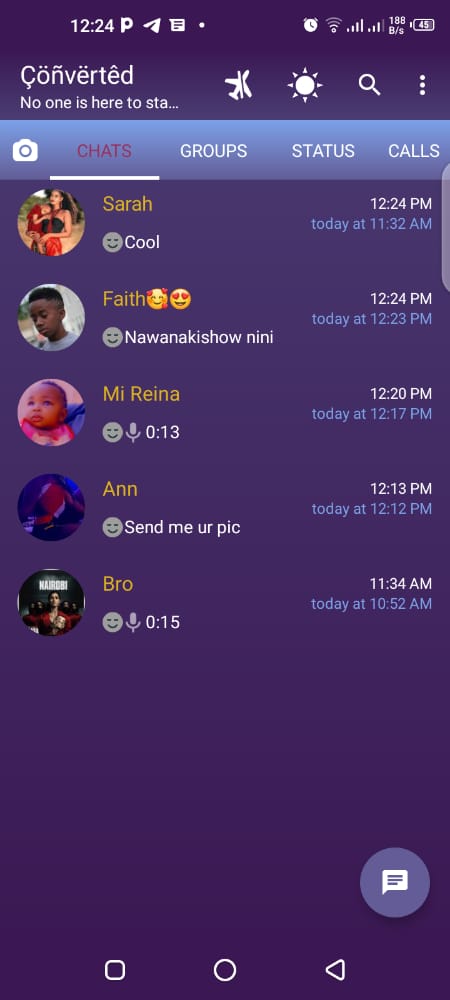 12:24
188
B/s
45
Çöñvërtêd
No one is here to sta...
CHATS GROUPS STATUS CALLS
Sarah 12:24 PM
today at 11:32 AM
Cool
Faith🥰😍 12:24 PM
today at 12:23 PM
Nawanakishow nini
Mi Reina 12:20 PM
today at 12:17 PM
0:13
Ann 12:13 PM
today at 12:12 PM
Send me ur pic
NAIROBI
Bro 11:34 AM
today at 10:52 AM
0:15